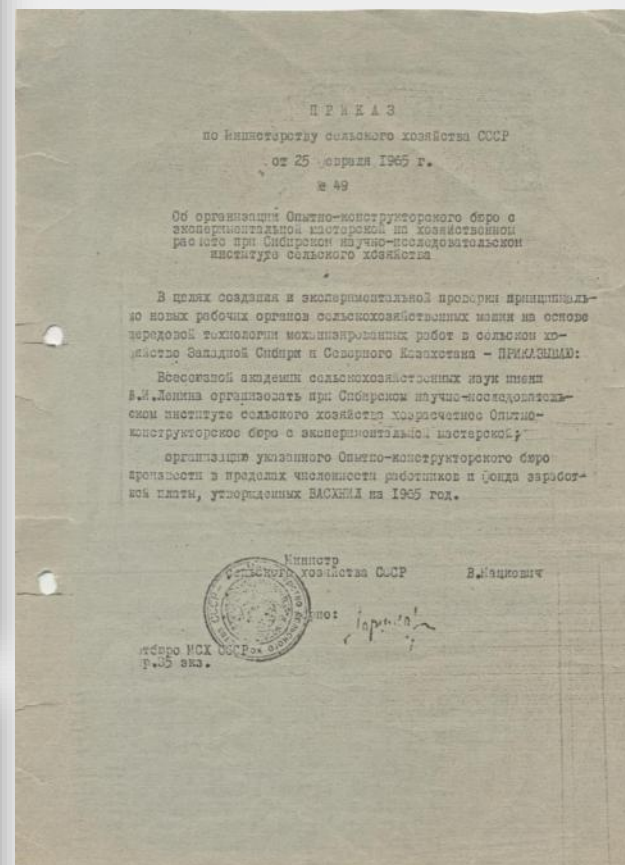 ПРИКАЗ
по Министерству сельского хозяйства СССР
от 25 февраля 1965 г.
№ 49
Об организации Опытно-конструкторского бюро с
экспериментальной мастерской на хозяйственном
расчете при Сибирском научно-исследовательском
институте сельского хозяйства
В целях создания и экспериментальной проверки принципиаль-
но новых рабочих органов сельскохозяйственных машин на основе
передовой технологии механизированных работ в сельском хо-
зяйстве Западной Сибири и Северного Казахстана - ПРИКАЗЫВАЮ:
Всесоюзной академии сельскохозяйственных наук имени
В.И.Ленина организовать при Сибирском научно-исследователь-
ском институте сельского хозяйства хозрасчетное Опытно-
конструкторское бюро с экспериментальной мастерской;
организацию указанного Опытно-конструкторского бюро
произвести в пределах численности работников и фонда заработ-
ной платы, утвержденных ВАСХНИЛ на 1965 год.
Министр
сельского хозяйства СССР В.Мацкевич
рно:
тбюро МСХ СССР
р.35 экз.